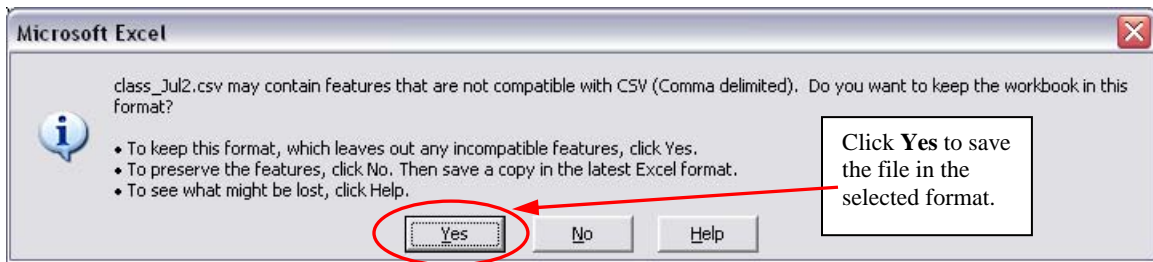 Microsoft Excel
class_Jul2.csv may contain features that are not compatible with CSV (Comma delimited). Do you want to keep the workbook in this
format?
• To keep this format, which leaves out any incompatible features, click Yes.
• To preserve the features, click No. Then save a copy in the latest Excel format.
• To see what might be lost, click Help.
Click Yes to save
the file in the
selected format.
Yes No Help